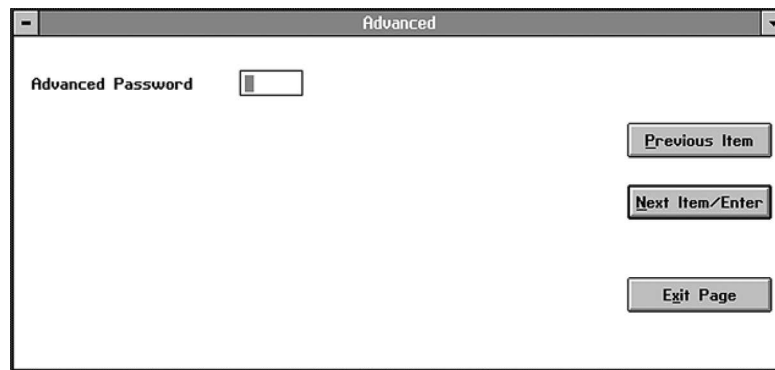 Advanced
Advanced Password
Previous Item
Next Item/Enter
Exit Page